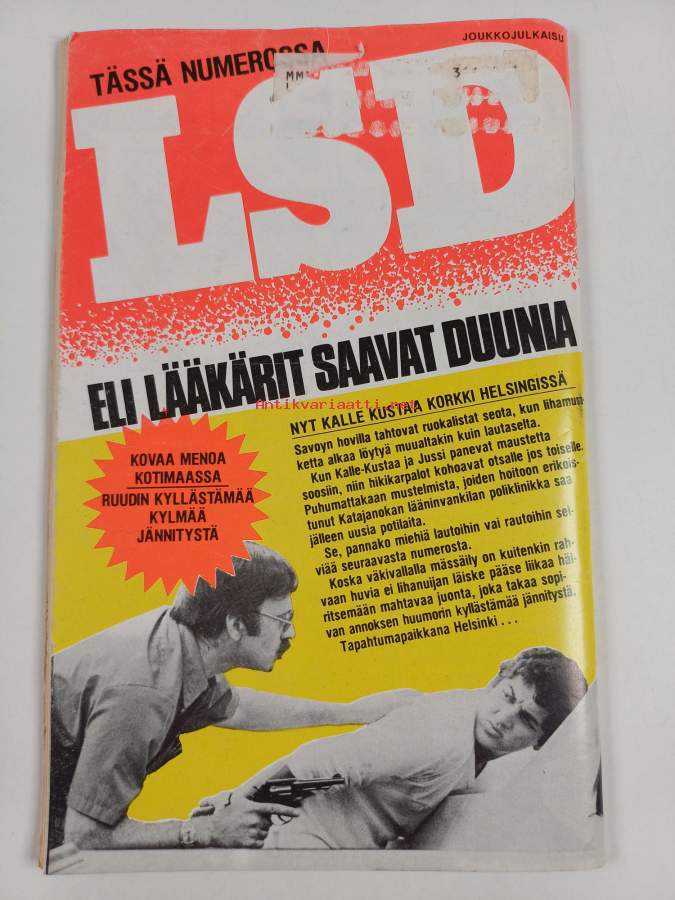 JOUKKOJULKAISU
TÄSSÄ NUMEROSSA
MM
3
LSD
ELI LÄÄKÄRIT SAAVAT DUUNIA
Antikvariaatti.net
NYT KALLE KUSTAA KORKKI HELSINGISSÄ
Savoyn hovilla tahtovat ruokalistat seota, kun lihamun-
ketta alkaa löytyä muualtakin kuin lautaselta.
Kun Kalle-Kustaa ja Jussi panevat maustetta
soosiin, niin hikikarpalot kohoavat otsalle jos toiselle.
Puhumattakaan mustelmista, joiden hoitoon erikois-
tunut Katajanokan lääninvankilan poliklinikka saa
jälleen uusia potilaita.
Se, pannako miehiä lautoihin vai rautoihin sel-
viää seuraavasta numerosta.
Koska väkivallalla mässäily on kuitenkin rah-
vaan huvia ei lihanuijan läiske pääse liikaa häi-
ritsemään mahtavaa juonta, joka takaa sopi-
van annoksen huumorin kyllästämää jännitystä.
Tapahtumapaikkana Helsinki . . .
KOVAA MENOA
KOTIMAASSA
RUUDIN KYLLÄSTÄMÄÄ
KYLMÄÄ
JÄNNITYSTÄ